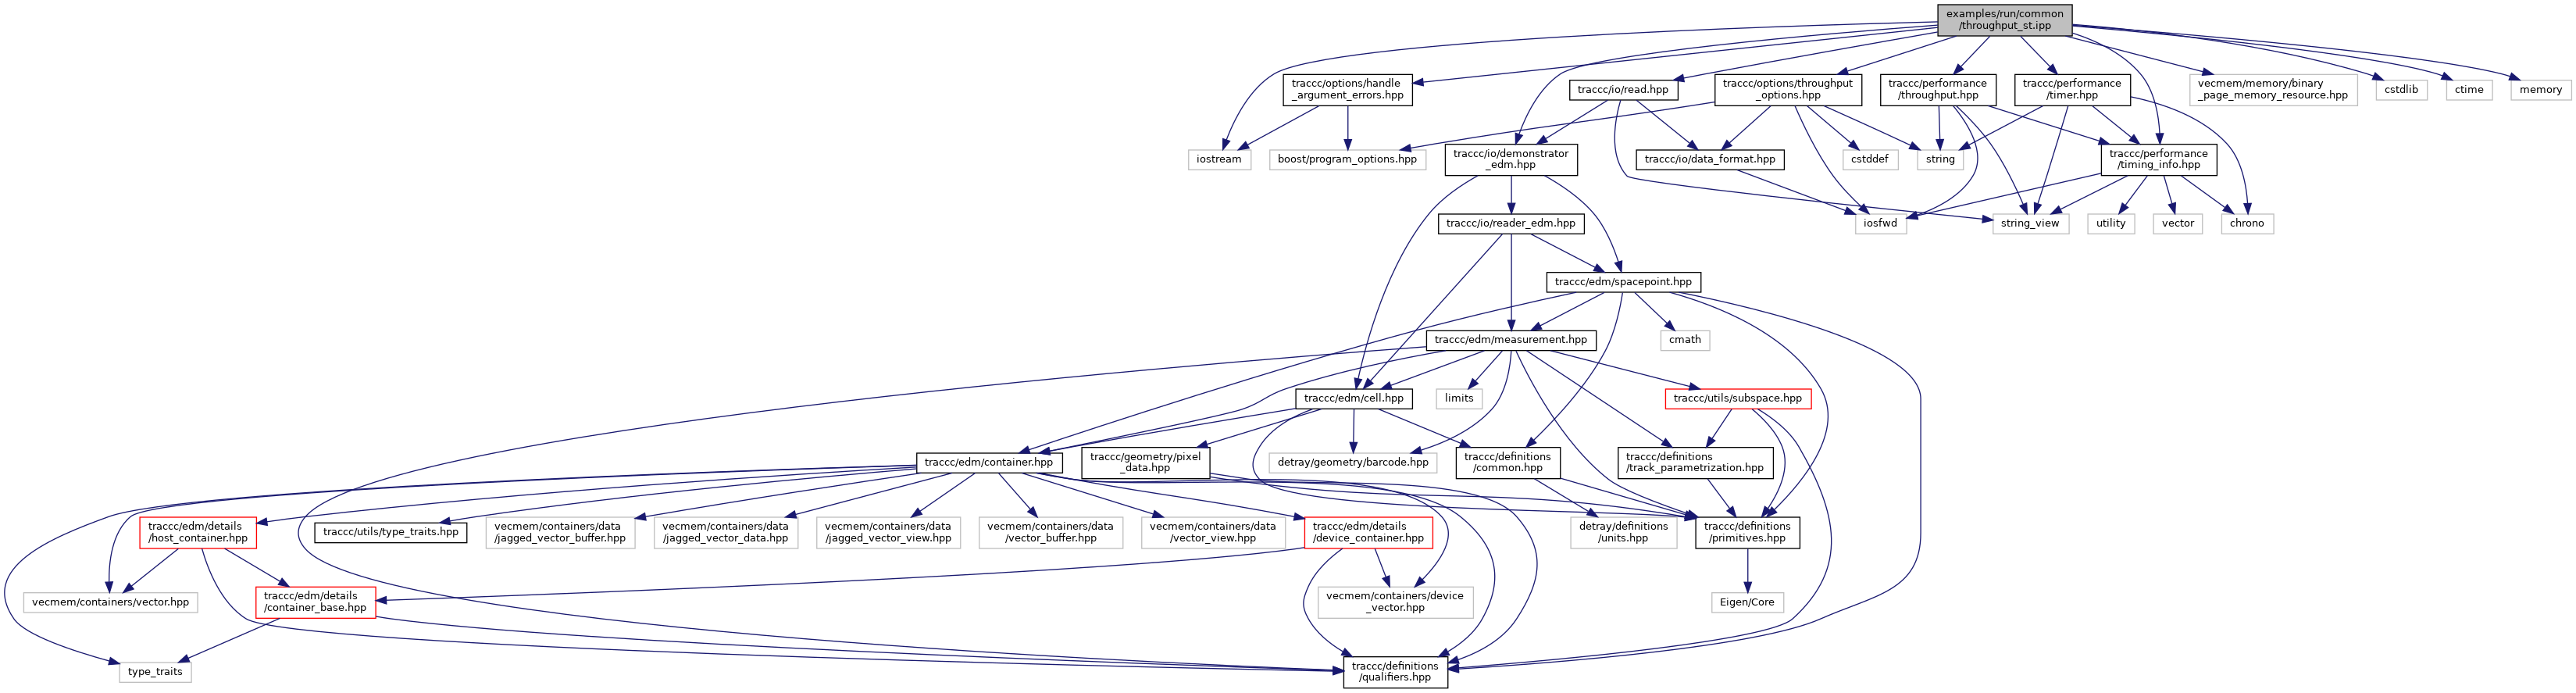 examples/run/common
/throughput_st.ipp
traccc/options/handle
_argument_errors.hpp
traccc/io/read.hpp
traccc/options/throughput
_options.hpp
traccc/performance
/throughput.hpp
traccc/performance
/timer.hpp
vecmem/memory/binary
_page_memory_resource.hpp
cstdlib
ctime
memory
iostream
boost/program_options.hpp
traccc/io/demonstrator
_edm.hpp
traccc/io/data_format.hpp
cstddef
string
traccc/performance
/timing_info.hpp
traccc/io/reader_edm.hpp
iosfwd
string_view
utility
vector
chrono
traccc/edm/spacepoint.hpp
traccc/edm/measurement.hpp
cmath
traccc/edm/cell.hpp
limits
traccc/utils/subspace.hpp
traccc/edm/container.hpp
traccc/geometry/pixel
_data.hpp
detray/geometry/barcode.hpp
traccc/definitions
/common.hpp
traccc/definitions
/track_parametrization.hpp
traccc/edm/details
/host_container.hpp
traccc/utils/type_traits.hpp
vecmem/containers/data
/jagged_vector_buffer.hpp
vecmem/containers/data
/jagged_vector_data.hpp
vecmem/containers/data
/jagged_vector_view.hpp
vecmem/containers/data
/vector_buffer.hpp
vecmem/containers/data
/vector_view.hpp
traccc/edm/details
/device_container.hpp
detray/definitions
/units.hpp
traccc/definitions
/primitives.hpp
vecmem/containers/vector.hpp
traccc/edm/details
/container_base.hpp
vecmem/containers/device
_vector.hpp
Eigen/Core
type_traits
traccc/definitions
/qualifiers.hpp